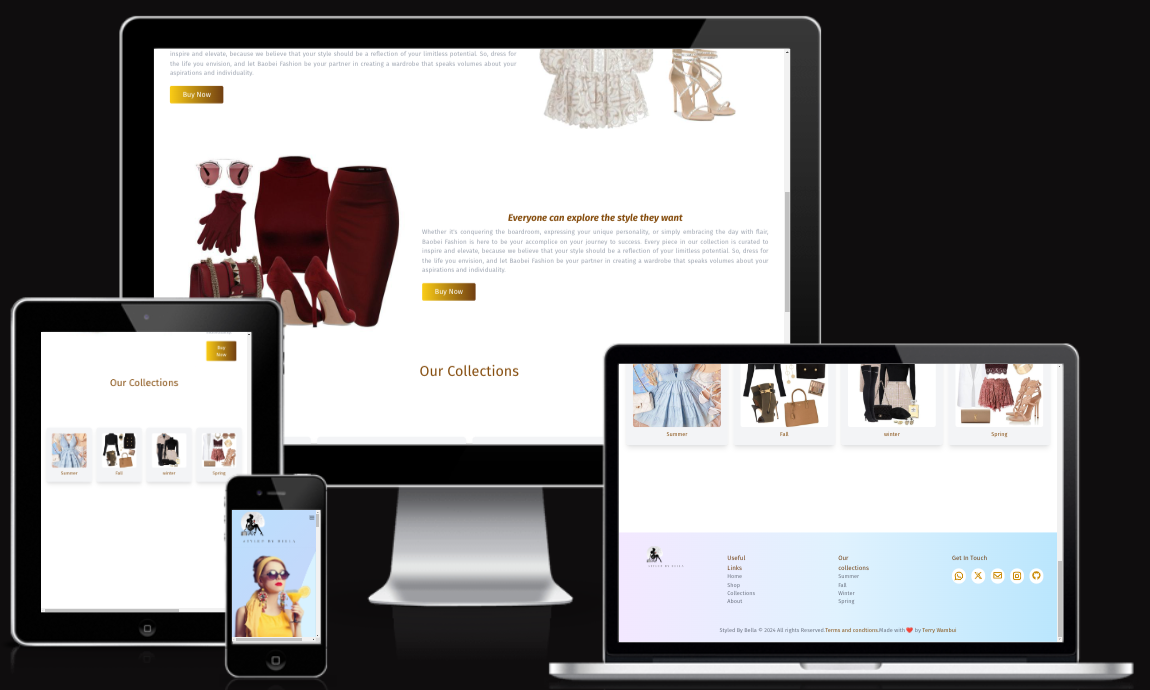 inspire and elevate, because we believe that your style should be a reflection of your limitless potential. So, dress for
the life you envision, and let Baobei Fashion be your partner in creating a wardrobe that speaks volumes about your
aspirations and individuality.
Buy Now
Everyone can explore the style they want
Whether it's conquering the boardroom, expressing your unique personality, or simply embracing the day with flair,
Baobei Fashion is here to be your accomplice on your journey to success. Every piece in our collection is curated to
inspire and elevate, because we believe that your style should be a reflection of your limitless potential. So, dress for
the life you envision, and let Baobei Fashion be your partner in creating a wardrobe that speaks volumes about your
aspirations and individuality.
Buy Now
Our Collections
Buy
Now
Our Collections
Summer
Fall
winter
Spring
STYLED BY BELLA
Summer
Fall
winter
Spring
STYLED BY BELLA
Useful
Links
Home
Shop
Collections
About
Our
collections
Summer
Fall
Winter
Spring
Get In Touch
Styled By Bella © 2024 All rights Reserved.Terms and condtions.Made with ❤️ by Terry Wambui